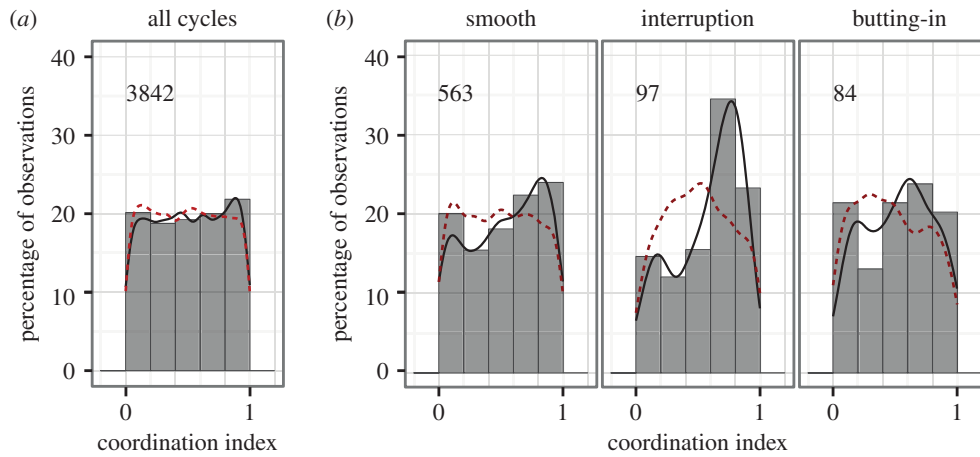 (a) all cycles
(b) smooth interruption butting-in
percentage of observations
40
30
20
10
0
3842
0 1
coordination index
percentage of observations
40
30
20
10
0
563 97 84
0 1 0 1 0 1
coordination index